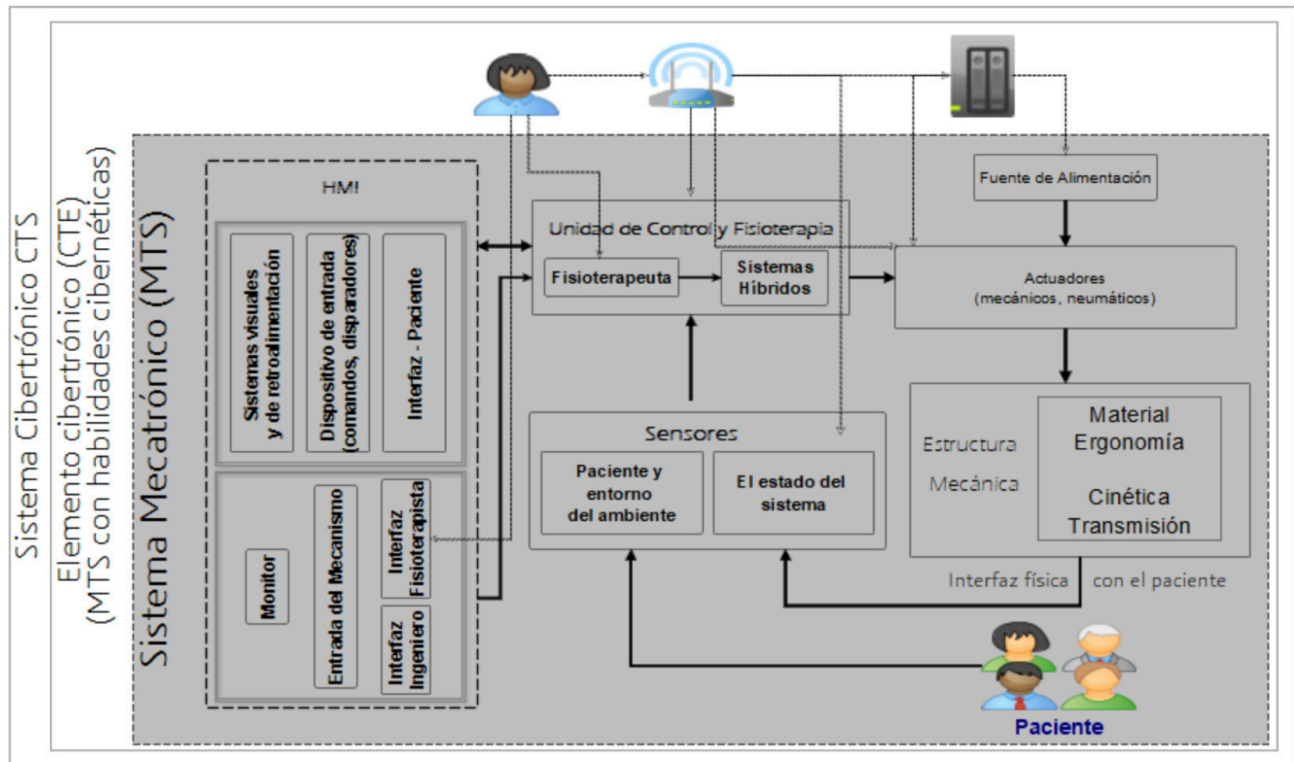 Sistema Cibertrónico CTS
Elemento cibertrónico (CTE)
(MTS con habilidades cibernéticas)
Sistema Mecatrónico (MTS)
HMI
Sistemas visuales
y de retroalimentación
Dispositivo de entrada
(comandos, disparadores)
Interfaz - Paciente
Monitor
Entrada del Mecanismo
Interfaz
Fisioterapista
Interfaz
Ingeniero
Unidad de Control y Fisioterapia
Fisioterapeuta
Sistemas
Híbridos
Sensores
Paciente y
entorno
del ambiente
El estado del
sistema
Fuente de Alimentación
Actuadores
(mecánicos, neumáticos)
Estructura
Mecánica
Material
Ergonomía
Cinética
Transmisión
Interfaz física con el paciente
Paciente